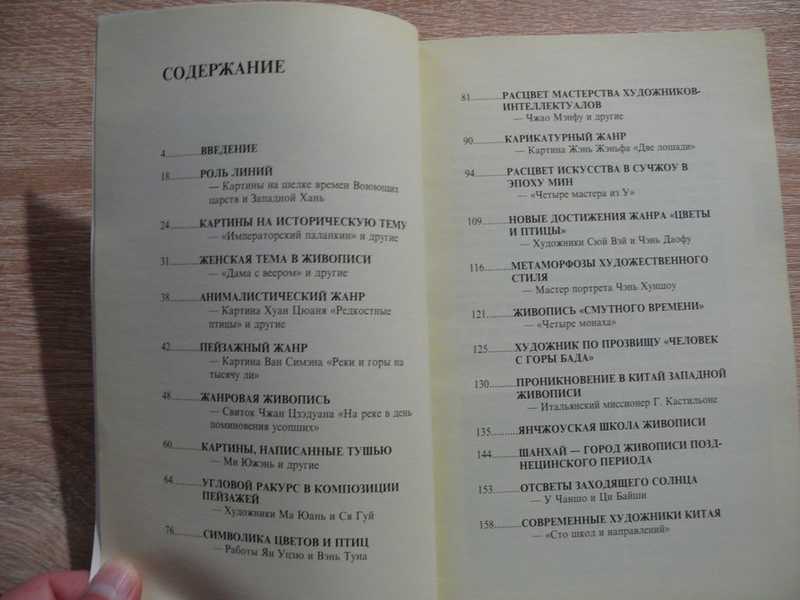 СОДЕРЖАНИЕ
4 ВВЕДЕНИЕ
18 РОЛЬ ЛИНИЙ
— Картины на шелке времен Воюющих
царств и Западной Хань
24 КАРТИНЫ НА ИСТОРИЧЕСКУЮ ТЕМУ
— «Императорский паланкин» и другие
31 ЖЕНСКАЯ ТЕМА В ЖИВОПИСИ
— «Дама с веером» и другие
38 АНИМАЛИСТИЧЕСКИЙ ЖАНР
— Картина Хуан Цюаня «Редкостные
птицы» и другие
42 ПЕЙЗАЖНЫЙ ЖАНР
— Картина Ван Симэна «Реки и горы на
тысячу ли»
48 ЖАНРОВАЯ ЖИВОПИСЬ
— Свиток Чжан Цзэдуана «На реке в день
поминовения усопших»
60 КАРТИНЫ, НАПИСАННЫЕ ТУШЬЮ
— Ми Южэнь и другие
64 УГЛОВОЙ РАКУРС В КОМПОЗИЦИИ
ПЕЙЗАЖЕЙ
— Художники Ма Юань и Ся Гуй
76 СИМВОЛИКА ЦВЕТОВ И ПТИЦ
— Работы Ян Уцзю и Вэнь Туна
81 РАСЦВЕТ МАСТЕРСТВА ХУДОЖНИКОВ-
ИНТЕЛЛЕКТУАЛОВ
— Чжао Мэнфу и другие
90 КАРИКАТУРНЫЙ ЖАНР
— Картина Жэнь Жэньфа «Две лошади»
94 РАСЦВЕТ ИСКУССТВА В СУЧЖОУ В
ЭПОХУ МИН
— «Четыре мастера из У»
109 НОВЫЕ ДОСТИЖЕНИЯ ЖАНРА «ЦВЕТЫ
И ПТИЦЫ»
— Художники Сюй Вэй и Чэнь Даофу
116 МЕТАМОРФОЗЫ ХУДОЖЕСТВЕННОГО
СТИЛЯ
— Мастер портрета Чэнь Хуншоу
121 ЖИВОПИСЬ «СМУТНОГО ВРЕМЕНИ»
— «Четыре монаха»
125 ХУДОЖНИК ПО ПРОЗВИЩУ «ЧЕЛОВЕК
С ГОРЫ БАДА»
130 ПРОНИКНОВЕНИЕ В КИТАЙ ЗАПАДНОЙ
ЖИВОПИСИ
— Итальянский миссионер Г. Кастильоне
135 ЯНЧЖОУСКАЯ ШКОЛА ЖИВОПИСИ
144 ШАНХАЙ — ГОРОД ЖИВОПИСИ ПОЗД-
НЕЦИНСКОГО ПЕРИОДА
153 ОТСВЕТЫ ЗАХОДЯЩЕГО СОЛНЦА
— У Чаншо и Ци Байши
158 СОВРЕМЕННЫЕ ХУДОЖНИКИ КИТАЯ
— «Сто школ и направлений»